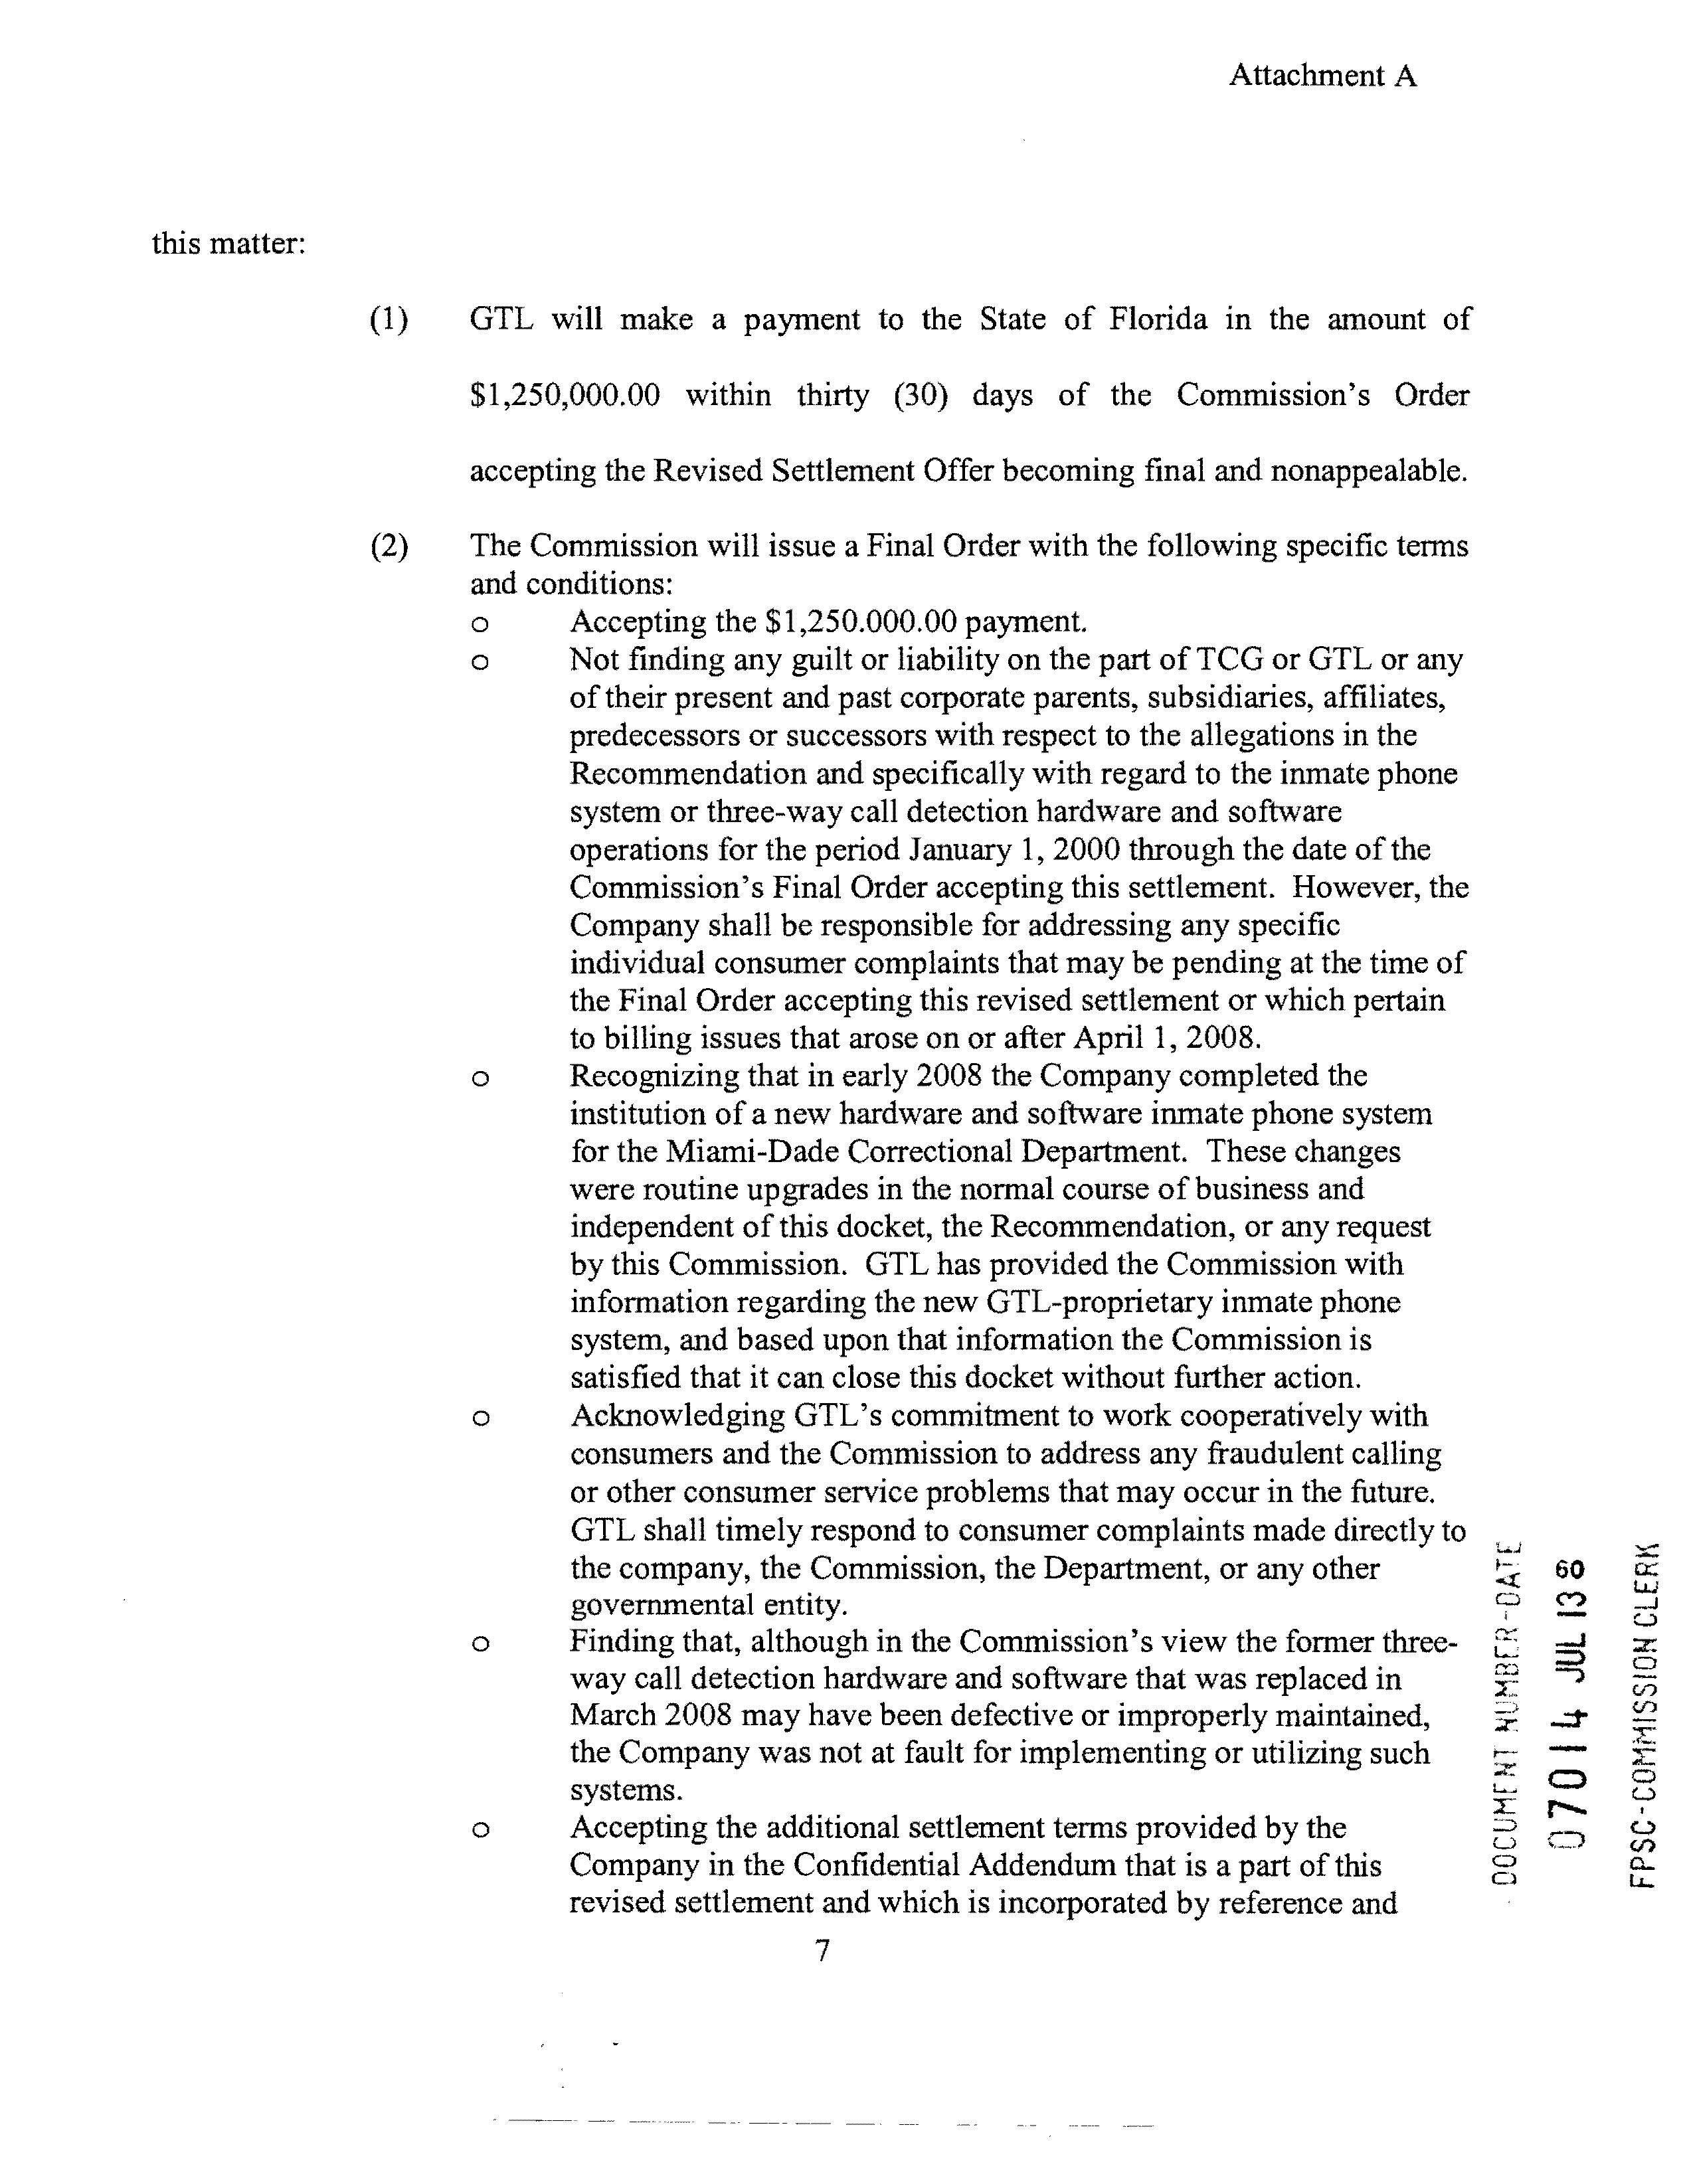 Attachment A
this matter:
(1) GTL will make a payment to the State of Florida in the amount of
$1,250,000.00 within thirty (30) days of the Commission's Order
accepting the Revised Settlement Offer becoming final and nonappealable.
(2) The Commission will issue a Final Order with the following specific terms
and conditions:
o Accepting the $1,250.000.00 payment.
o Not finding any guilt or liability on the part of TCG or GTL or any
of their present and past corporate parents, subsidiaries, affiliates,
predecessors or successors with respect to the allegations in the
Recommendation and specifically with regard to the inmate phone
system or three-way call detection hardware and software
operations for the period January 1, 2000 through the date of the
Commission's Final Order accepting this settlement. However, the
Company shall be responsible for addressing any specific
individual consumer complaints that may be pending at the time of
the Final Order accepting this revised settlement or which pertain
to billing issues that arose on or after April 1, 2008.
o Recognizing that in early 2008 the Company completed the
institution of a new hardware and software inmate phone system
for the Miami-Dade Correctional Department. These changes
were routine upgrades in the normal course of business and
independent of this docket, the Recommendation, or any request
by this Commission. GTL has provided the Commission with
information regarding the new GTL-proprietary inmate phone
system, and based upon that information the Commission is
satisfied that it can close this docket without further action.
o Acknowledging GTL's commitment to work cooperatively with
consumers and the Commission to address any fraudulent calling
or other consumer service problems that may occur in the future.
GTL shall timely respond to consumer complaints made directly to
the company, the Commission, the Department, or any other
governmental entity.
o Finding that, although in the Commission's view the former three-
way call detection hardware and software that was replaced in
March 2008 may have been defective or improperly maintained,
the Company was not at fault for implementing or utilizing such
systems.
o Accepting the additional settlement terms provided by the
Company in the Confidential Addendum that is a part of this
revised settlement and which is incorporated by reference and
7
DOCUMENT NUMBER-DATE
07014 JUL 13 60
FPSC-COMMISSION CLERK